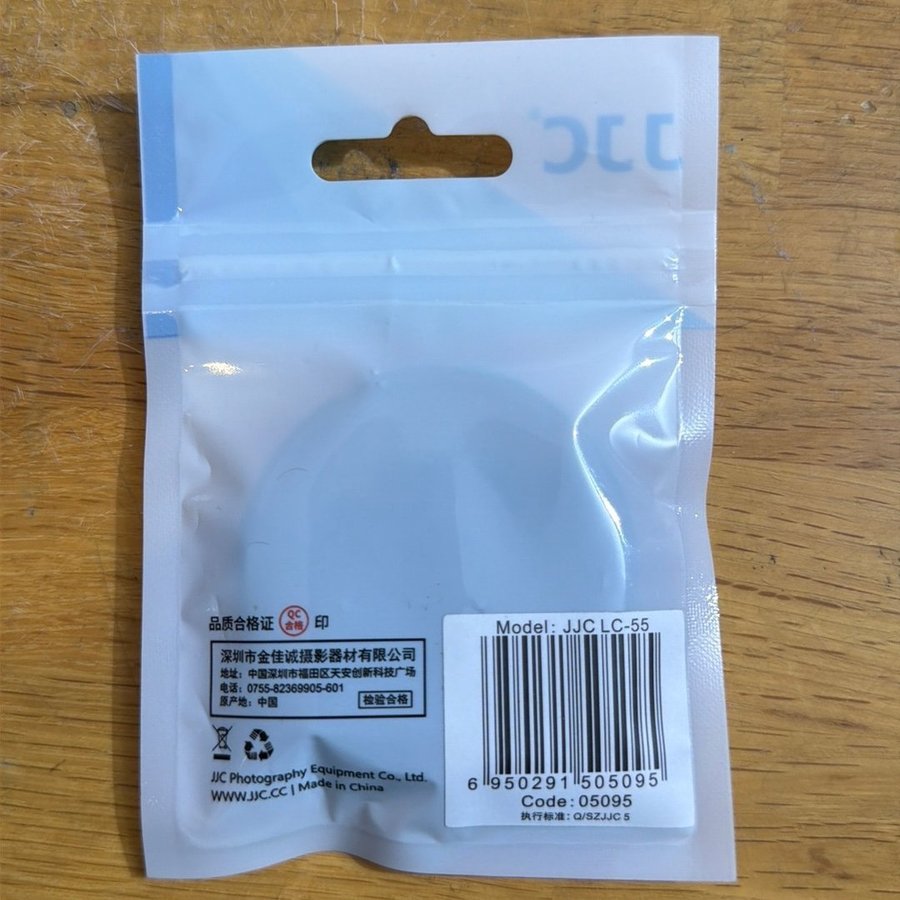 JJC
品质合格证 QC 合格 印
深圳市金佳诚摄影器材有限公司
地址：中国深圳市福田区天安创新科技广场
电话：0755-82369905-601
原产地：中国
检验合格
JJC Photography Equipment Co., Ltd.
WWW.JJC.CC | Made in China
Model: JJC LC-55
6 950291 505095
Code: 05095
执行标准：Q/SZJJC 5